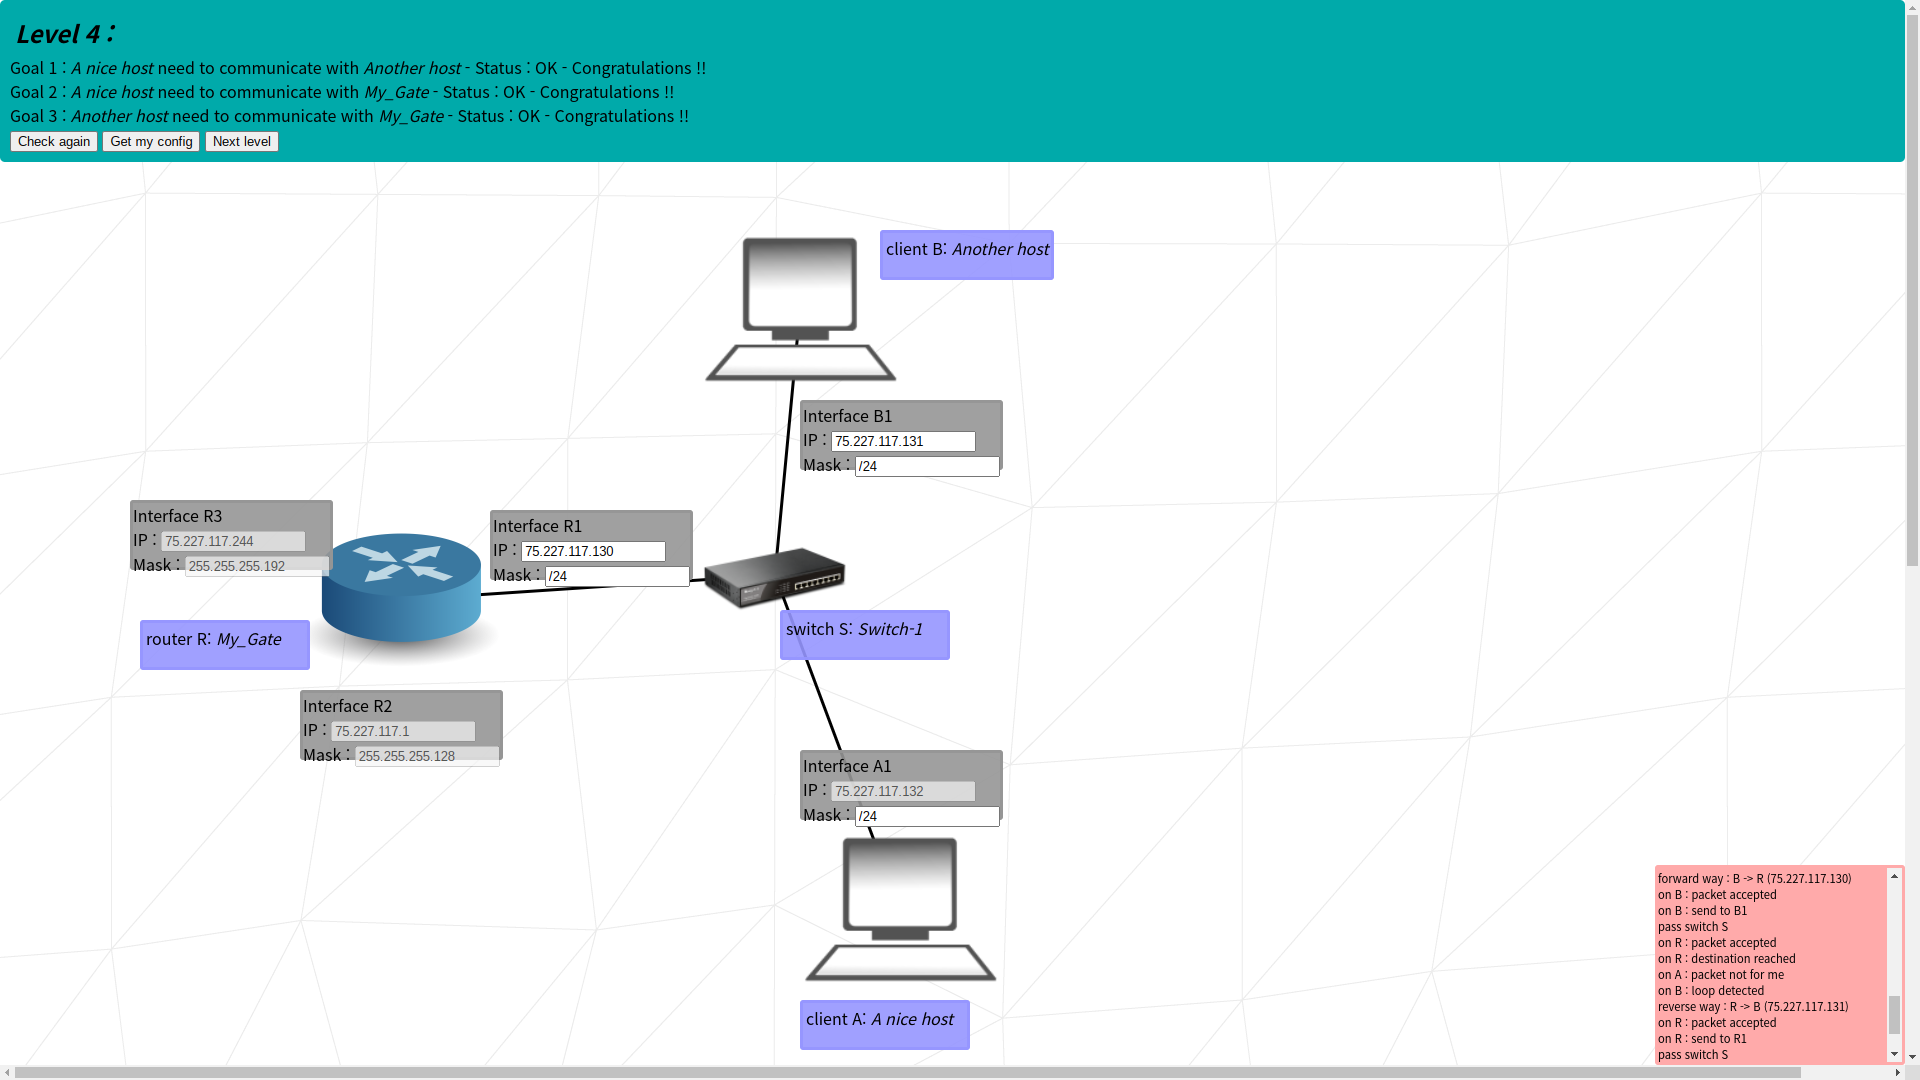 Level 4 :
Goal 1 : A nice host need to communicate with Another host - Status : OK - Congratulations !!
Goal 2 : A nice host need to communicate with My_Gate - Status : OK - Congratulations !!
Goal 3 : Another host need to communicate with My_Gate - Status : OK - Congratulations !!
Check again Get my config Next level
client B: Another host
Interface B1
IP : 75.227.117.131
Mask : /24
Interface R3
IP : 75.227.117.244
Mask : 255.255.255.192
Interface R1
IP : 75.227.117.130
Mask : /24
router R: My_Gate
switch S: Switch-1
Interface R2
IP : 75.227.117.1
Mask : 255.255.255.128
Interface A1
IP : 75.227.117.132
Mask : /24
client A: A nice host
forward way : B -> R (75.227.117.130)
on B : packet accepted
on B : send to B1
pass switch S
on R : packet accepted
on R : destination reached
on A : packet not for me
on B : loop detected
reverse way : R -> B (75.227.117.131)
on R : packet accepted
on R : send to R1
pass switch S